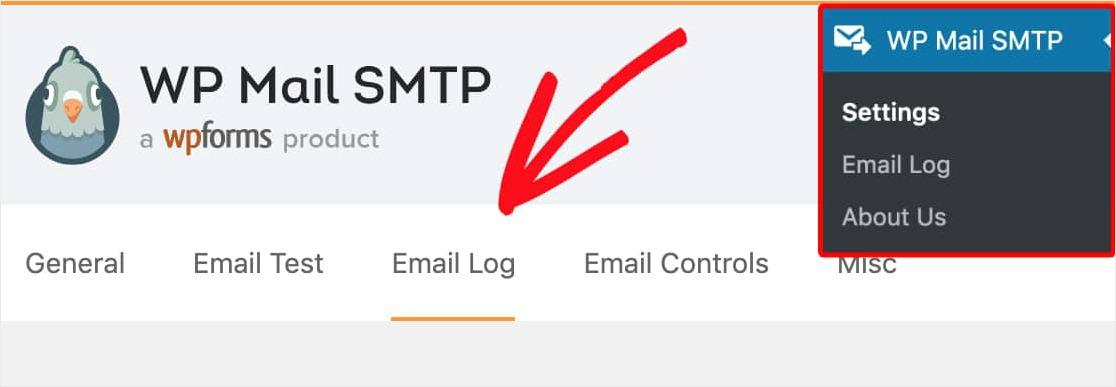 WP Mail SMTP
a wpforms product
WP Mail SMTP
Settings
Email Log
About Us
General Email Test Email Log Email Controls Misc